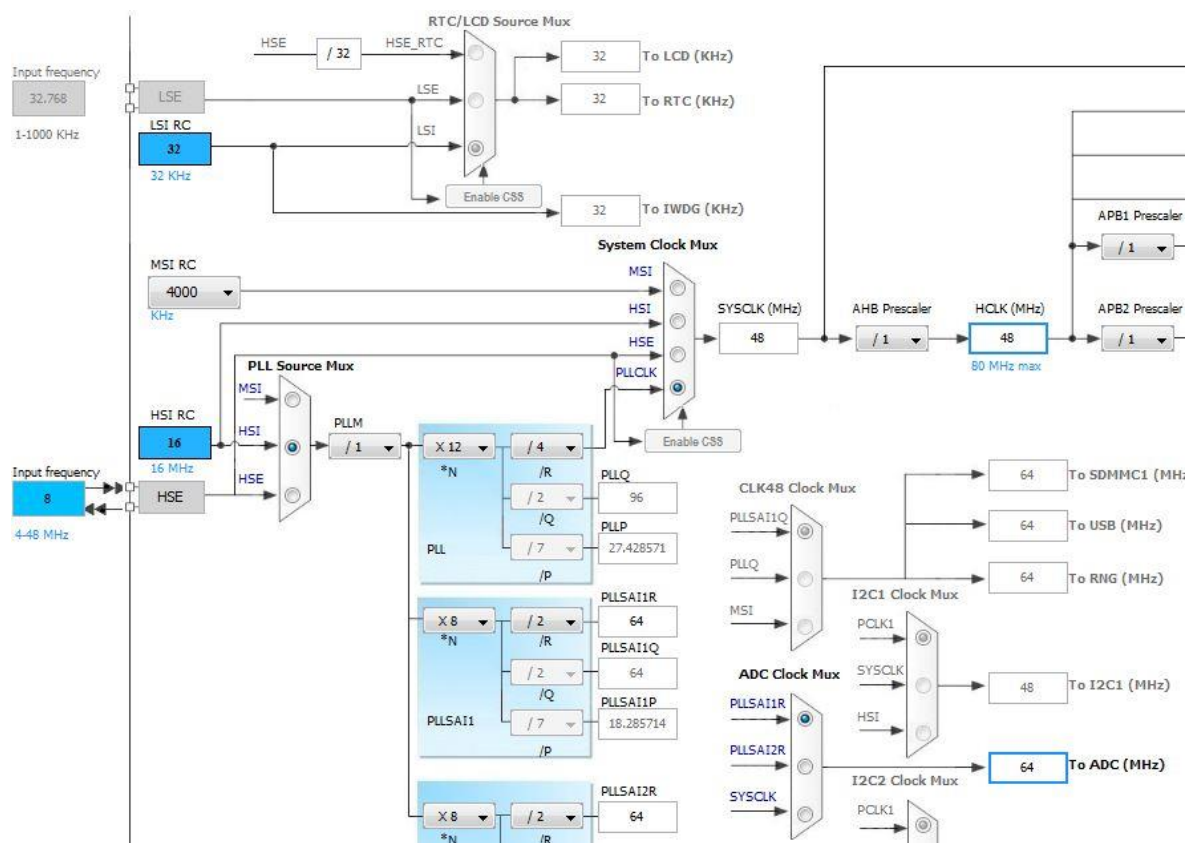 RTC/LCD Source Mux
HSE
/ 32
HSE_RTC
32
To LCD (KHz)
Input frequency
32.768
1-1000 KHz
LSE
LSE
32
To RTC (KHz)
LSI RC
32
32 KHz
LSI
Enable CSS
32
To IWDG (KHz)
System Clock Mux
APB1 Prescaler
/ 1
MSI RC
4000
KHz
MSI
HSI
HSE
PLLCLK
SYSCLK (MHz)
48
AHB Prescaler
/ 1
HCLK (MHz)
48
80 MHz max
APB2 Prescaler
/ 1
Enable CSS
PLL Source Mux
MSI
HSI
HSE
HSI RC
16
16 MHz
Input frequency
8
4-48 MHz
HSE
PLLM
/ 1
X 12
*N
/ 4
/R
PLLQ
/ 2
96
/Q
PLLP
/ 7
27.428571
/P
PLL
CLK48 Clock Mux
PLLSAI1Q
PLLQ
MSI
64
To SDMMC1 (MHz
64
To USB (MHz)
64
To RNG (MHz)
PLLSAI1R
X 8
*N
/ 2
64
/R
PLLSAI1Q
/ 2
64
/Q
PLLSAI1P
/ 7
18.285714
/P
PLLSAI1
I2C1 Clock Mux
PCLK1
SYSCLK
HSI
48
To I2C1 (MHz)
ADC Clock Mux
PLLSAI1R
PLLSAI2R
SYSCLK
64
To ADC (MHz)
PLLSAI2R
X 8
*N
/ 2
64
/R
I2C2 Clock Mux
PCLK1